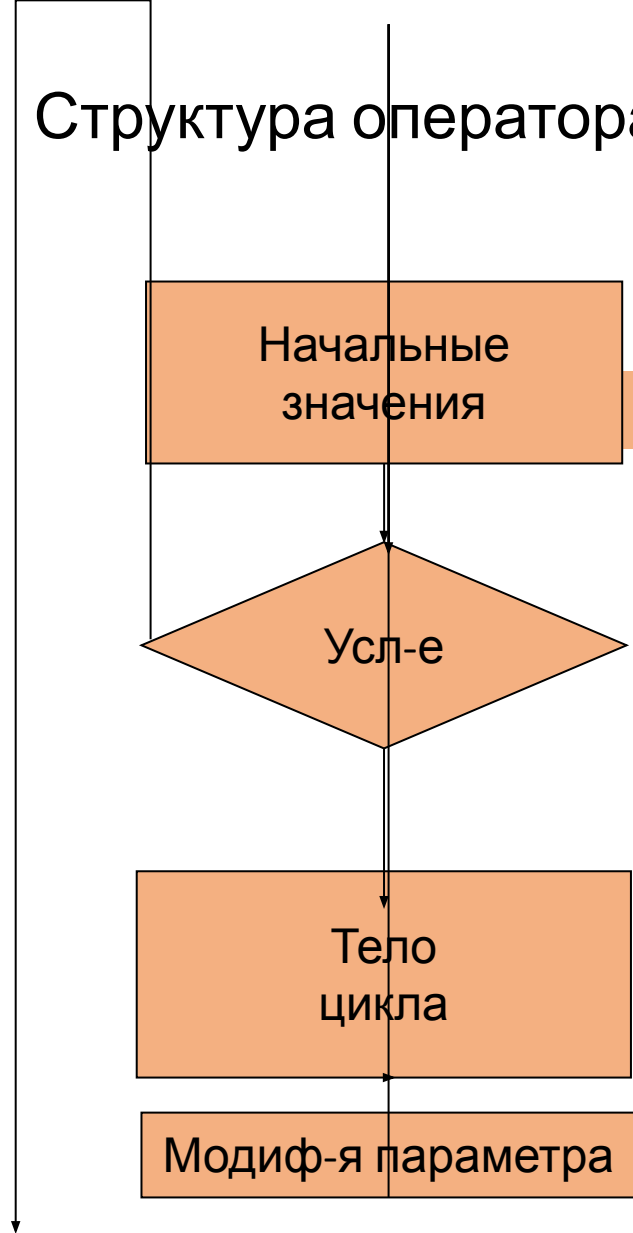 Структура оператора
Начальные
значения
Усл-е
Тело
цикла
Модиф-я параметра